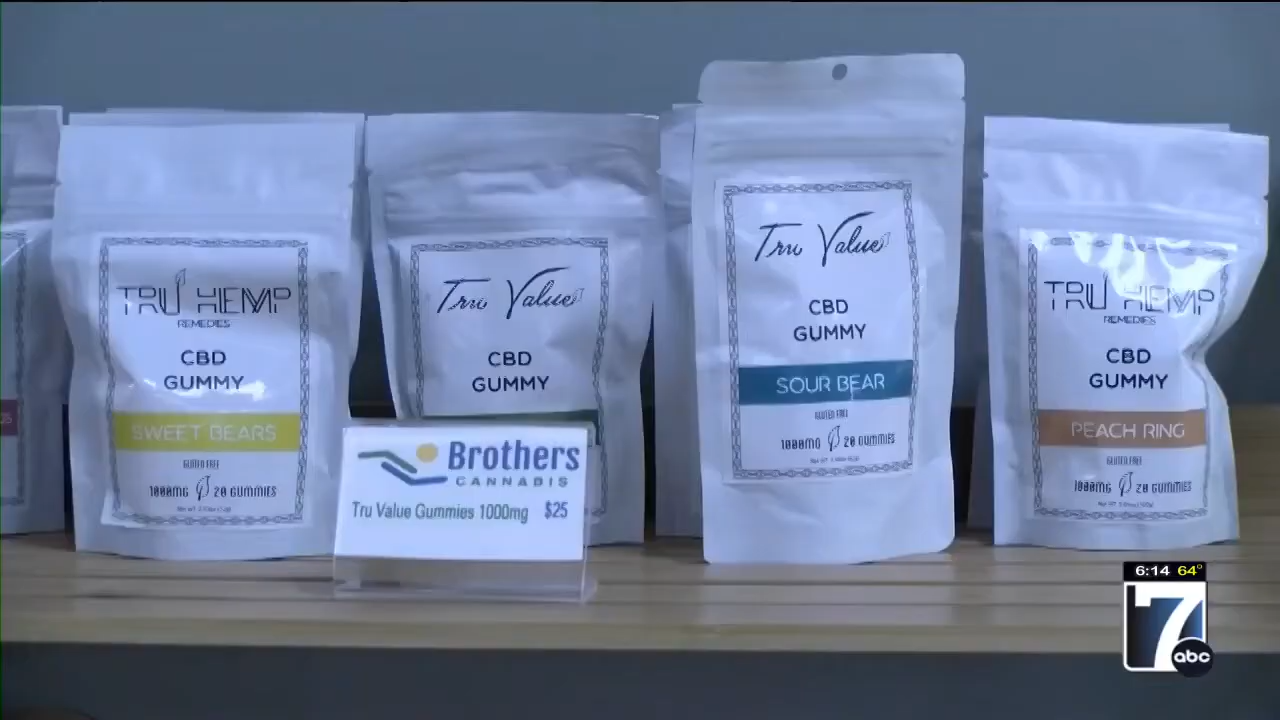 TRU HEMP
REMEDIES
CBD
GUMMY
SWEET BEARS
GLUTEN FREE
1000MG 20 GUMMIES
Tru Value
CBD
GUMMY
Brothers
CANNABIS
Tru Value Gummies 1000mg $25
Tru Value
CBD
GUMMY
SOUR BEAR
GLUTEN FREE
1000MG 20 GUMMIES
TRU HEMP
REMEDIES
CBD
GUMMY
PEACH RING
GLUTEN FREE
1000MG 20 GUMMIES
6:14 64°
7
abc